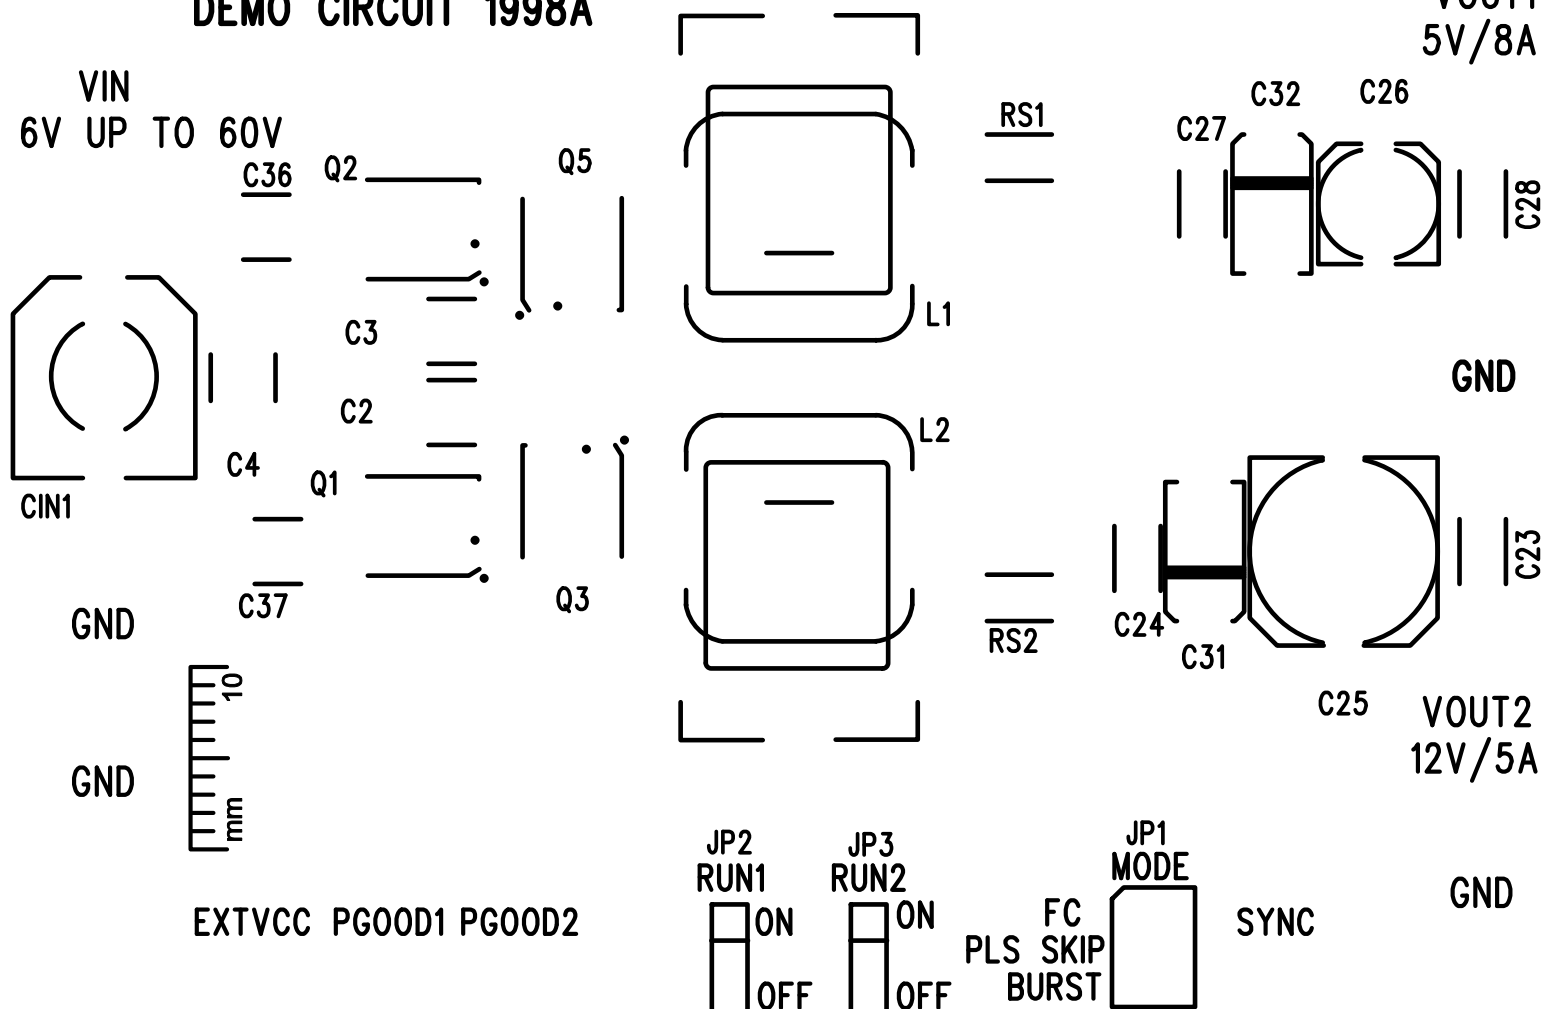 DEMO CIRCUIT 1998A
VOUT1
5V/8A
VIN
6V UP TO 60V
C36
Q2
Q5
RS1
C27
C32
C26
C28
L1
C3
C2
GND
L2
C4
Q1
CIN1
C37
Q3
GND
RS2
C24
C31
C23
C25
VOUT2
12V/5A
10
mm
GND
JP2
RUN1
ON
OFF
JP3
RUN2
ON
OFF
JP1
MODE
FC
PLS SKIP
BURST
SYNC
GND
EXTVCC PGOOD1 PGOOD2